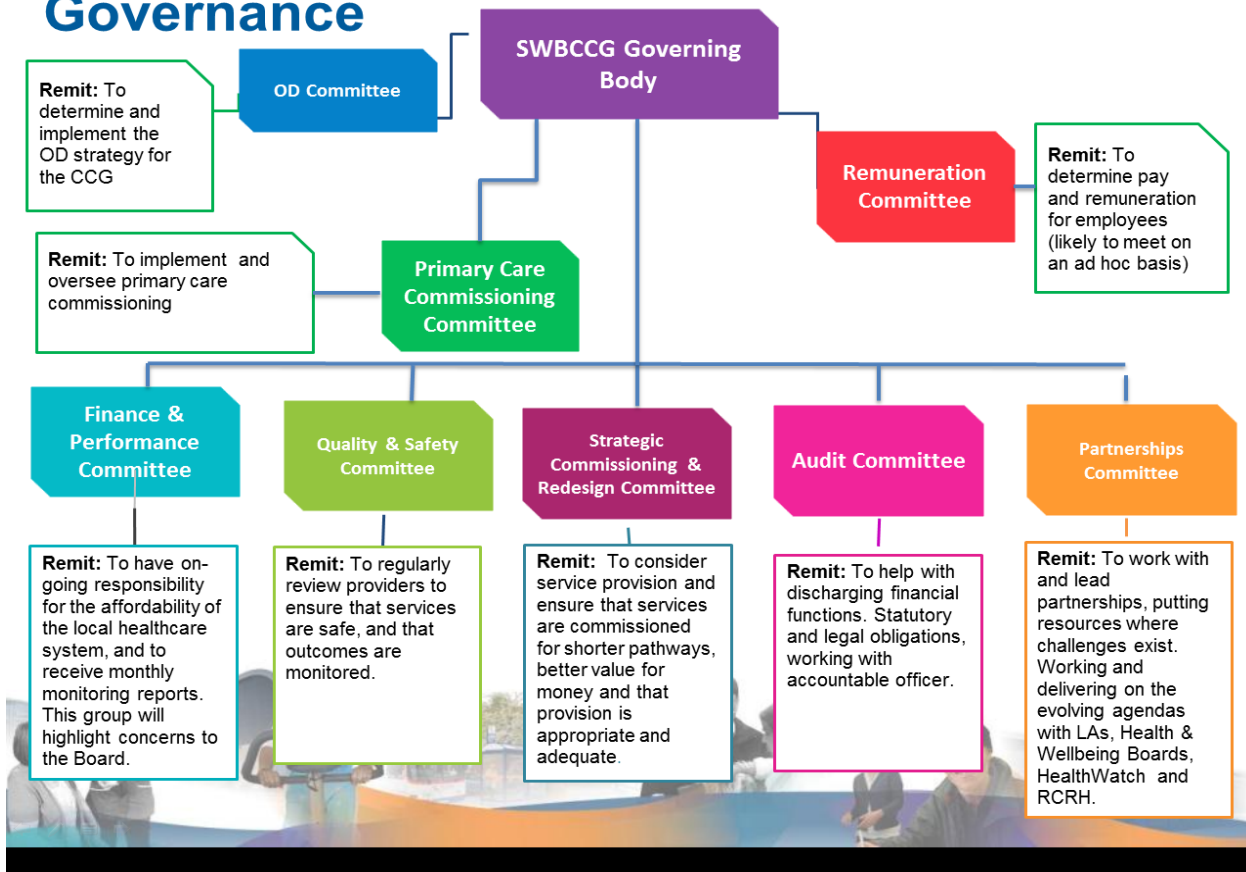 Governance
SWBCCG Governing
Body
OD Committee
Remit: To
determine and
implement the
OD strategy for
the CCG
Remuneration
Committee
Remit: To
determine pay
and remuneration
for employees
(likely to meet on
an ad hoc basis)
Primary Care
Commissioning
Committee
Remit: To implement and
oversee primary care
commissioning
Finance &
Performance
Committee
Quality & Safety
Committee
Strategic
Commissioning &
Redesign Committee
Audit Committee
Partnerships
Committee
Remit: To have on-
going responsibility
for the affordability of
the local healthcare
system, and to
receive monthly
monitoring reports.
This group will
highlight concerns to
the Board.
Remit: To regularly
review providers to
ensure that services
are safe, and that
outcomes are
monitored.
Remit: To consider
service provision and
ensure that services
are commissioned
for shorter pathways,
better value for
money and that
provision is
appropriate and
adequate.
Remit: To help with
discharging financial
functions. Statutory
and legal obligations,
working with
accountable officer.
Remit: To work with
and lead
partnerships, putting
resources where
challenges exist.
Working and
delivering on the
evolving agendas
with LAs, Health &
Wellbeing Boards,
HealthWatch and
RCRH.